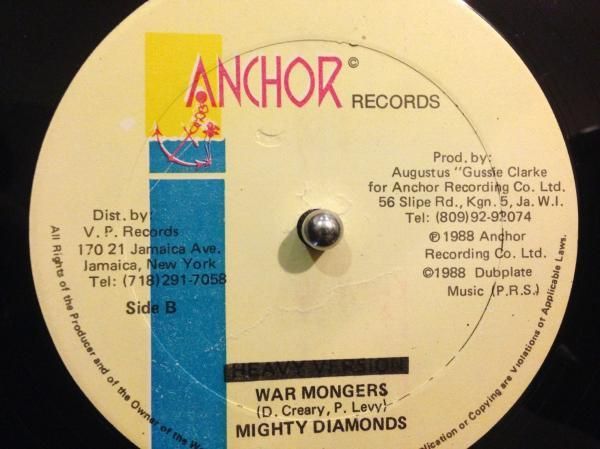 ANCHOR ©
RECORDS
Prod. by:
Augustus "Gussie Clarke
for Anchor Recording Co. Ltd.
56 Slipe Rd., Kgn. 5, Ja. W.I.
Tel: (809)92-92074
℗ 1988 Anchor
Recording Co. Ltd.
©1988 Dubplate
Music (P.R.S.)
Dist. by
V. P. Records
170 21 Jamaica Ave.
Jamaica, New York
Tel: (718)291-7058
Side B
HEAVY VERSION
WAR MONGERS
(D. Creary, P. Levy)
MIGHTY DIAMONDS
All Rights of the Producer and of the Owner of the
or Copying are Violations of Applicable Laws.